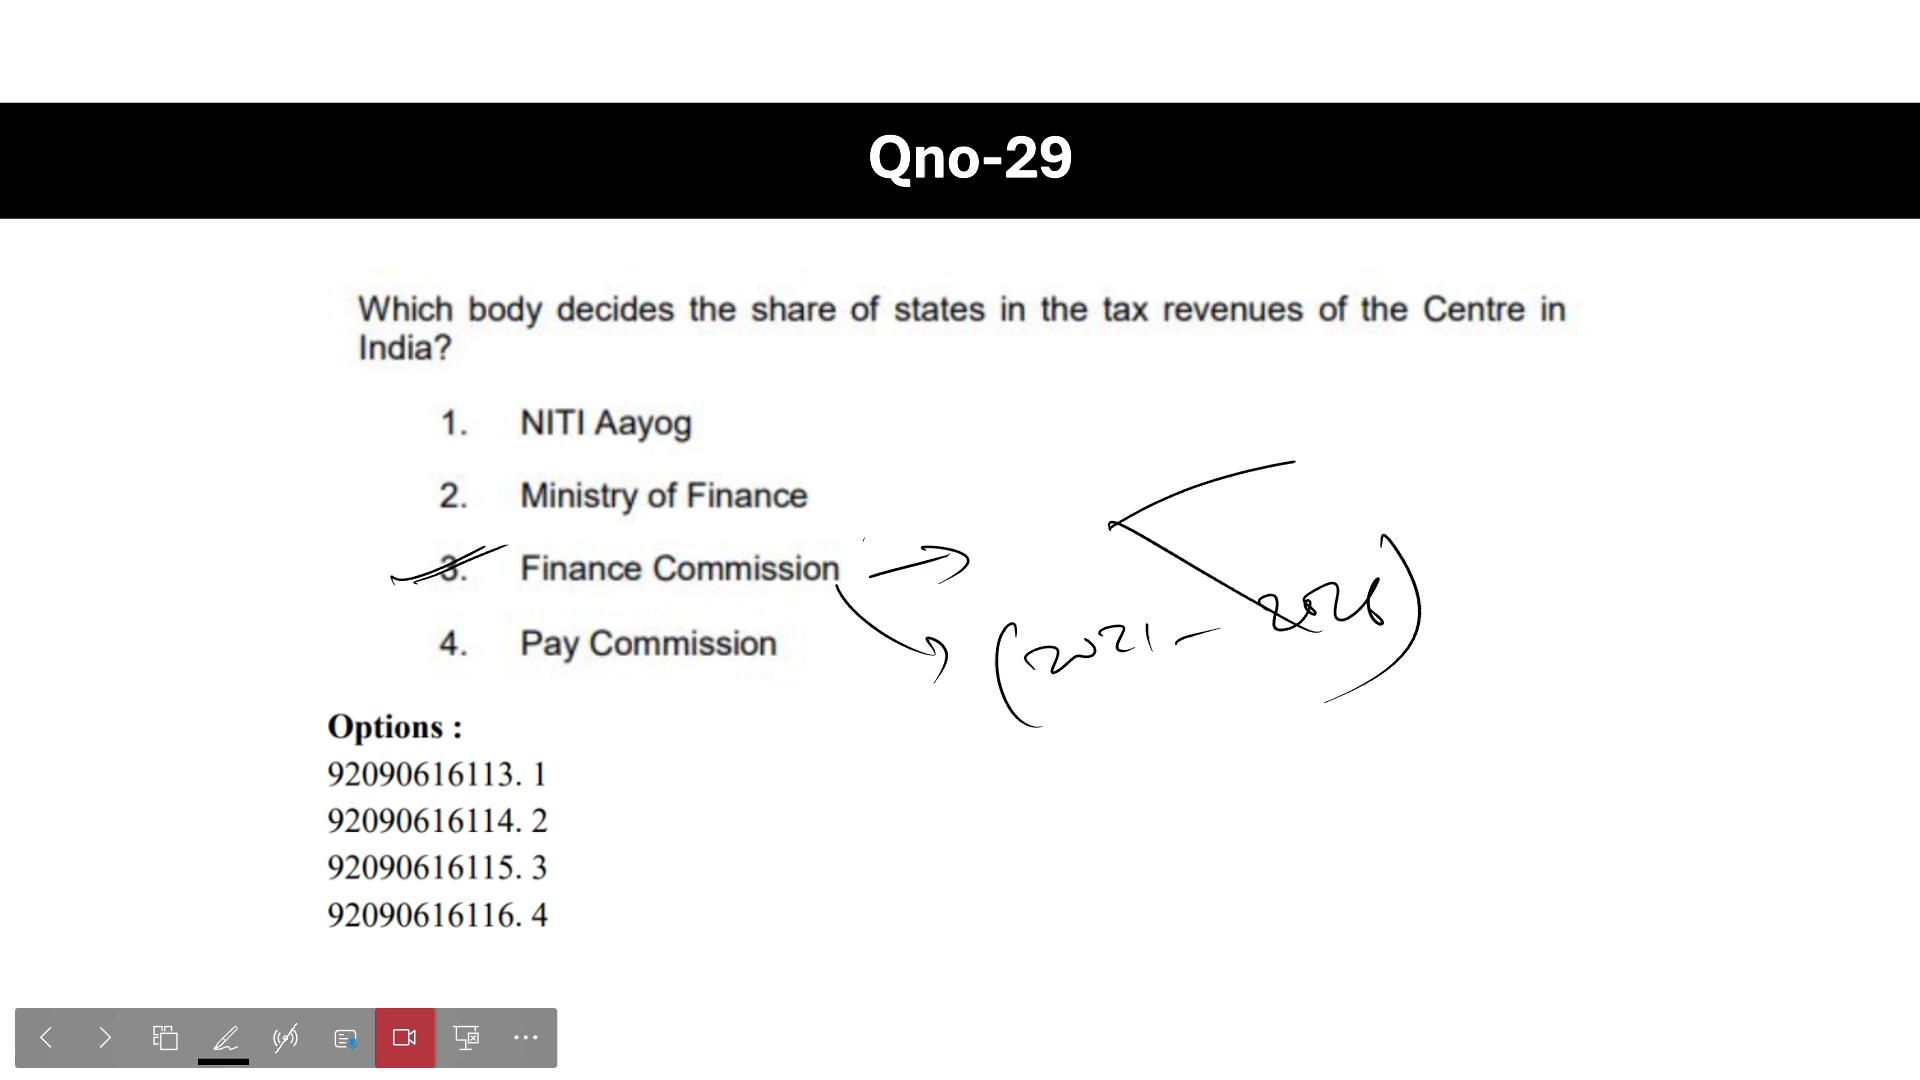 Qno-29
Which body decides the share of states in the tax revenues of the Centre in
India?
1. NITI Aayog
2. Ministry of Finance
3. Finance Commission
4. Pay Commission
(2021 - 2026)
Options :
92090616113. 1
92090616114. 2
92090616115. 3
92090616116. 4